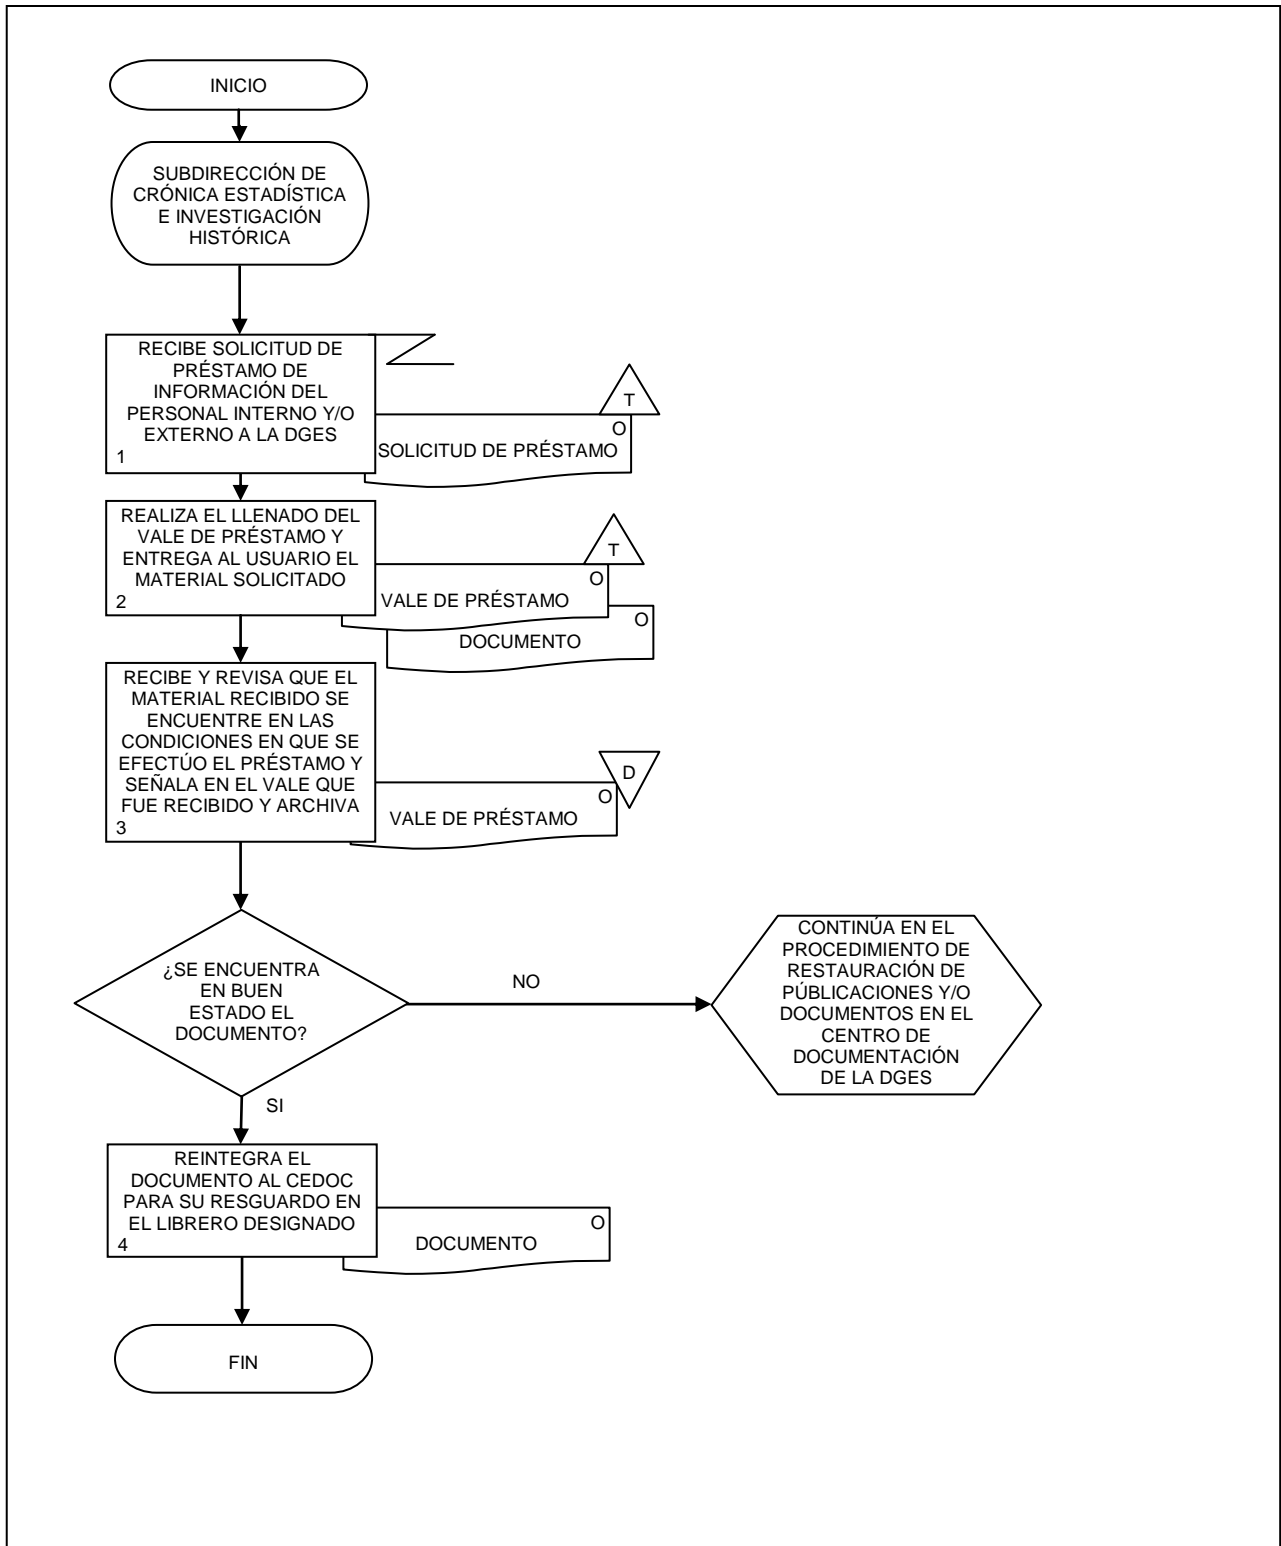 INICIO
SUBDIRECCIÓN DE
CRÓNICA ESTADÍSTICA
E INVESTIGACIÓN
HISTÓRICA
RECIBE SOLICITUD DE
PRÉSTAMO DE
INFORMACIÓN DEL
PERSONAL INTERNO Y/O
EXTERNO A LA DGES
1
T
O
SOLICITUD DE PRÉSTAMO
REALIZA EL LLENADO DEL
VALE DE PRÉSTAMO Y
ENTREGA AL USUARIO EL
MATERIAL SOLICITADO
2
T
O
VALE DE PRÉSTAMO
O
DOCUMENTO
RECIBE Y REVISA QUE EL
MATERIAL RECIBIDO SE
ENCUENTRE EN LAS
CONDICIONES EN QUE SE
EFECTÚO EL PRÉSTAMO Y
SEÑALA EN EL VALE QUE
FUE RECIBIDO Y ARCHIVA
3
D
O
VALE DE PRÉSTAMO
¿SE ENCUENTRA
EN BUEN
ESTADO EL
DOCUMENTO?
NO
CONTINÚA EN EL
PROCEDIMIENTO DE
RESTAURACIÓN DE
PÚBLICACIONES Y/O
DOCUMENTOS EN EL
CENTRO DE
DOCUMENTACIÓN
DE LA DGES
SI
REINTEGRA EL
DOCUMENTO AL CEDOC
PARA SU RESGUARDO EN
EL LIBRERO DESIGNADO
4
O
DOCUMENTO
FIN